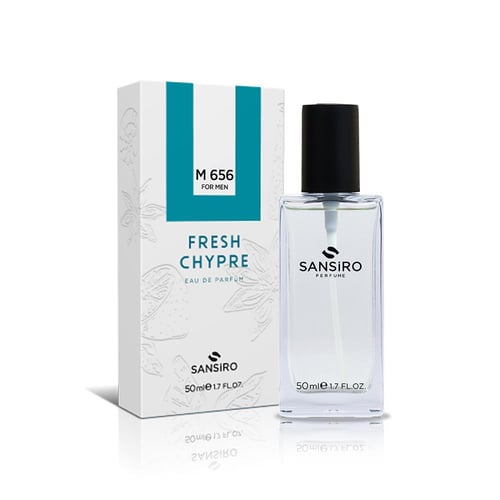 M 656
FOR MEN
FRESH
CHYPRE
EAU DE PARFUM
SANSiRO
50ml℮1.7 FL.OZ.
SANSiRO
PERFUME
50ml℮1.7 FL.OZ.